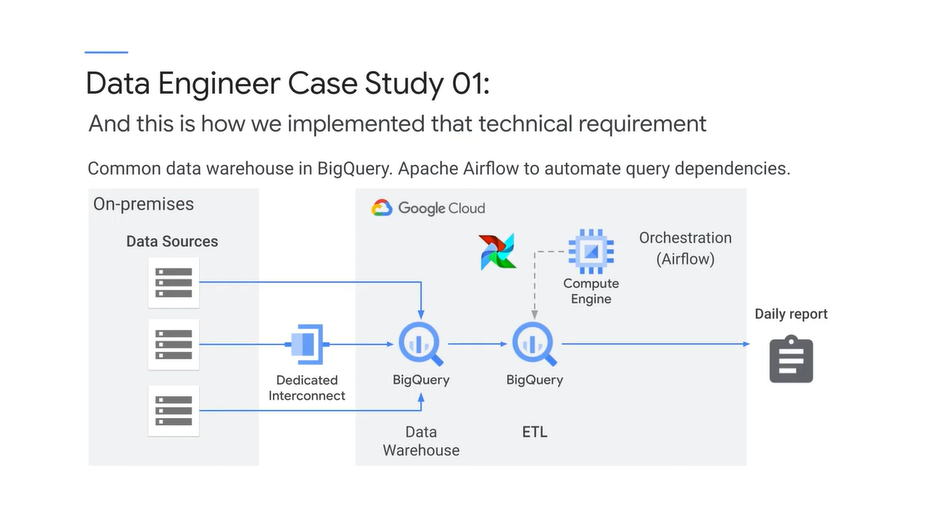 Data Engineer Case Study 01:
And this is how we implemented that technical requirement
Common data warehouse in BigQuery. Apache Airflow to automate query dependencies.
On-premises
Data Sources
Dedicated
Interconnect
Google Cloud
BigQuery
Data
Warehouse
BigQuery
ETL
Compute
Engine
Orchestration
(Airflow)
Daily report